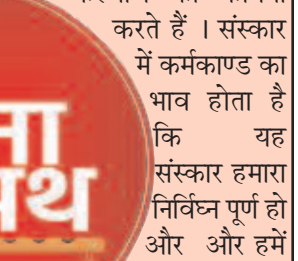 करते हैं । संस्कार
में कर्मकाण्ड का
भाव होता है
कि यह
संस्कार हमारा
निर्विघ्न पूर्ण हो
और और हमें